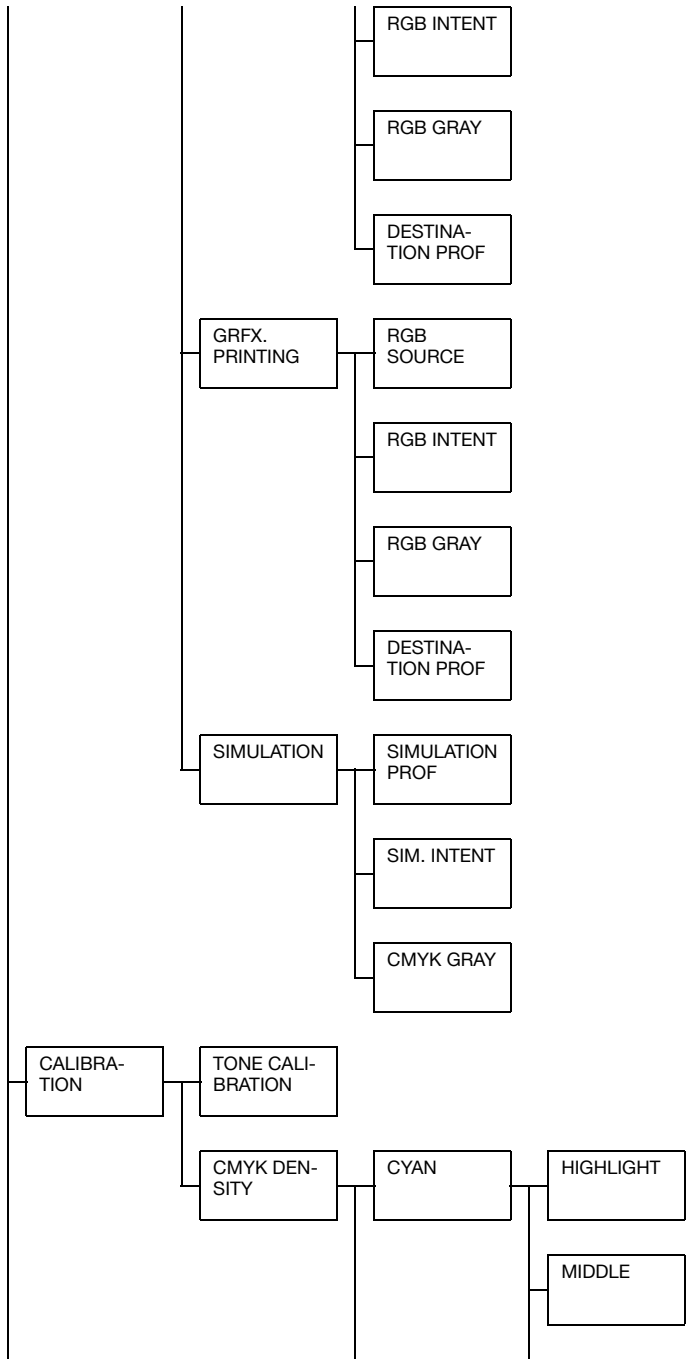 RGB INTENT
RGB GRAY
DESTINA-
TION PROF
GRFX.
PRINTING
RGB
SOURCE
RGB INTENT
RGB GRAY
DESTINA-
TION PROF
SIMULATION
SIMULATION
PROF
SIM. INTENT
CMYK GRAY
CALIBRA-
TION
TONE CALI-
BRATION
CMYK DEN-
SITY
CYAN
HIGHLIGHT
MIDDLE